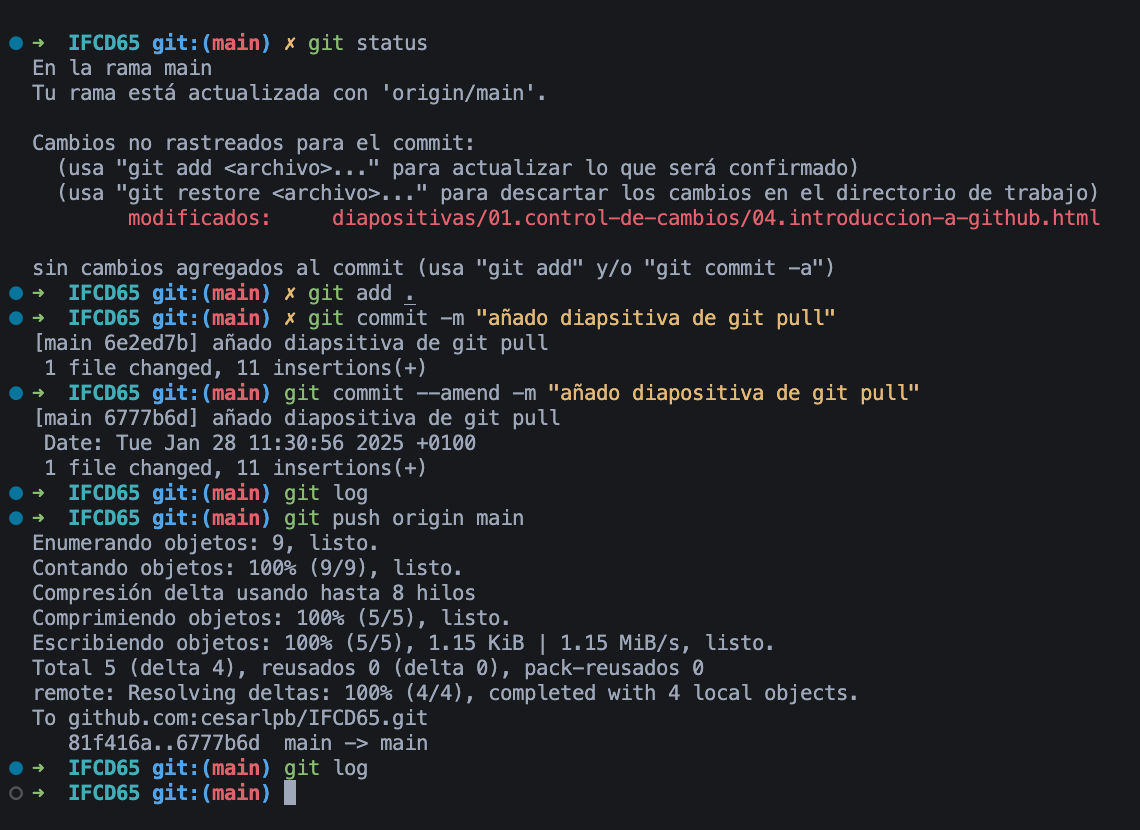 ➜  IFCD65 git:(main) ✗ git status
En la rama main
Tu rama está actualizada con 'origin/main'.
Cambios no rastreados para el commit:
  (usa "git add <archivo>..." para actualizar lo que será confirmado)
  (usa "git restore <archivo>..." para descartar los cambios en el directorio de trabajo)
        modificados:     diapositivas/01.control-de-cambios/04.introduccion-a-github.html
sin cambios agregados al commit (usa "git add" y/o "git commit -a")
➜  IFCD65 git:(main) ✗ git add .
➜  IFCD65 git:(main) ✗ git commit -m "añado diapsitiva de git pull"
[main 6e2ed7b] añado diapsitiva de git pull
 1 file changed, 11 insertions(+)
➜  IFCD65 git:(main) git commit --amend -m "añado diapositiva de git pull"
[main 6777b6d] añado diapositiva de git pull
 Date: Tue Jan 28 11:30:56 2025 +0100
 1 file changed, 11 insertions(+)
➜  IFCD65 git:(main) git log
➜  IFCD65 git:(main) git push origin main
Enumerando objetos: 9, listo.
Contando objetos: 100% (9/9), listo.
Compresión delta usando hasta 8 hilos
Comprimiendo objetos: 100% (5/5), listo.
Escribiendo objetos: 100% (5/5), 1.15 KiB | 1.15 MiB/s, listo.
Total 5 (delta 4), reusados 0 (delta 0), pack-reusados 0
remote: Resolving deltas: 100% (4/4), completed with 4 local objects.
To github.com:cesarlpb/IFCD65.git
   81f416a..6777b6d  main -> main
➜  IFCD65 git:(main) git log
➜  IFCD65 git:(main)